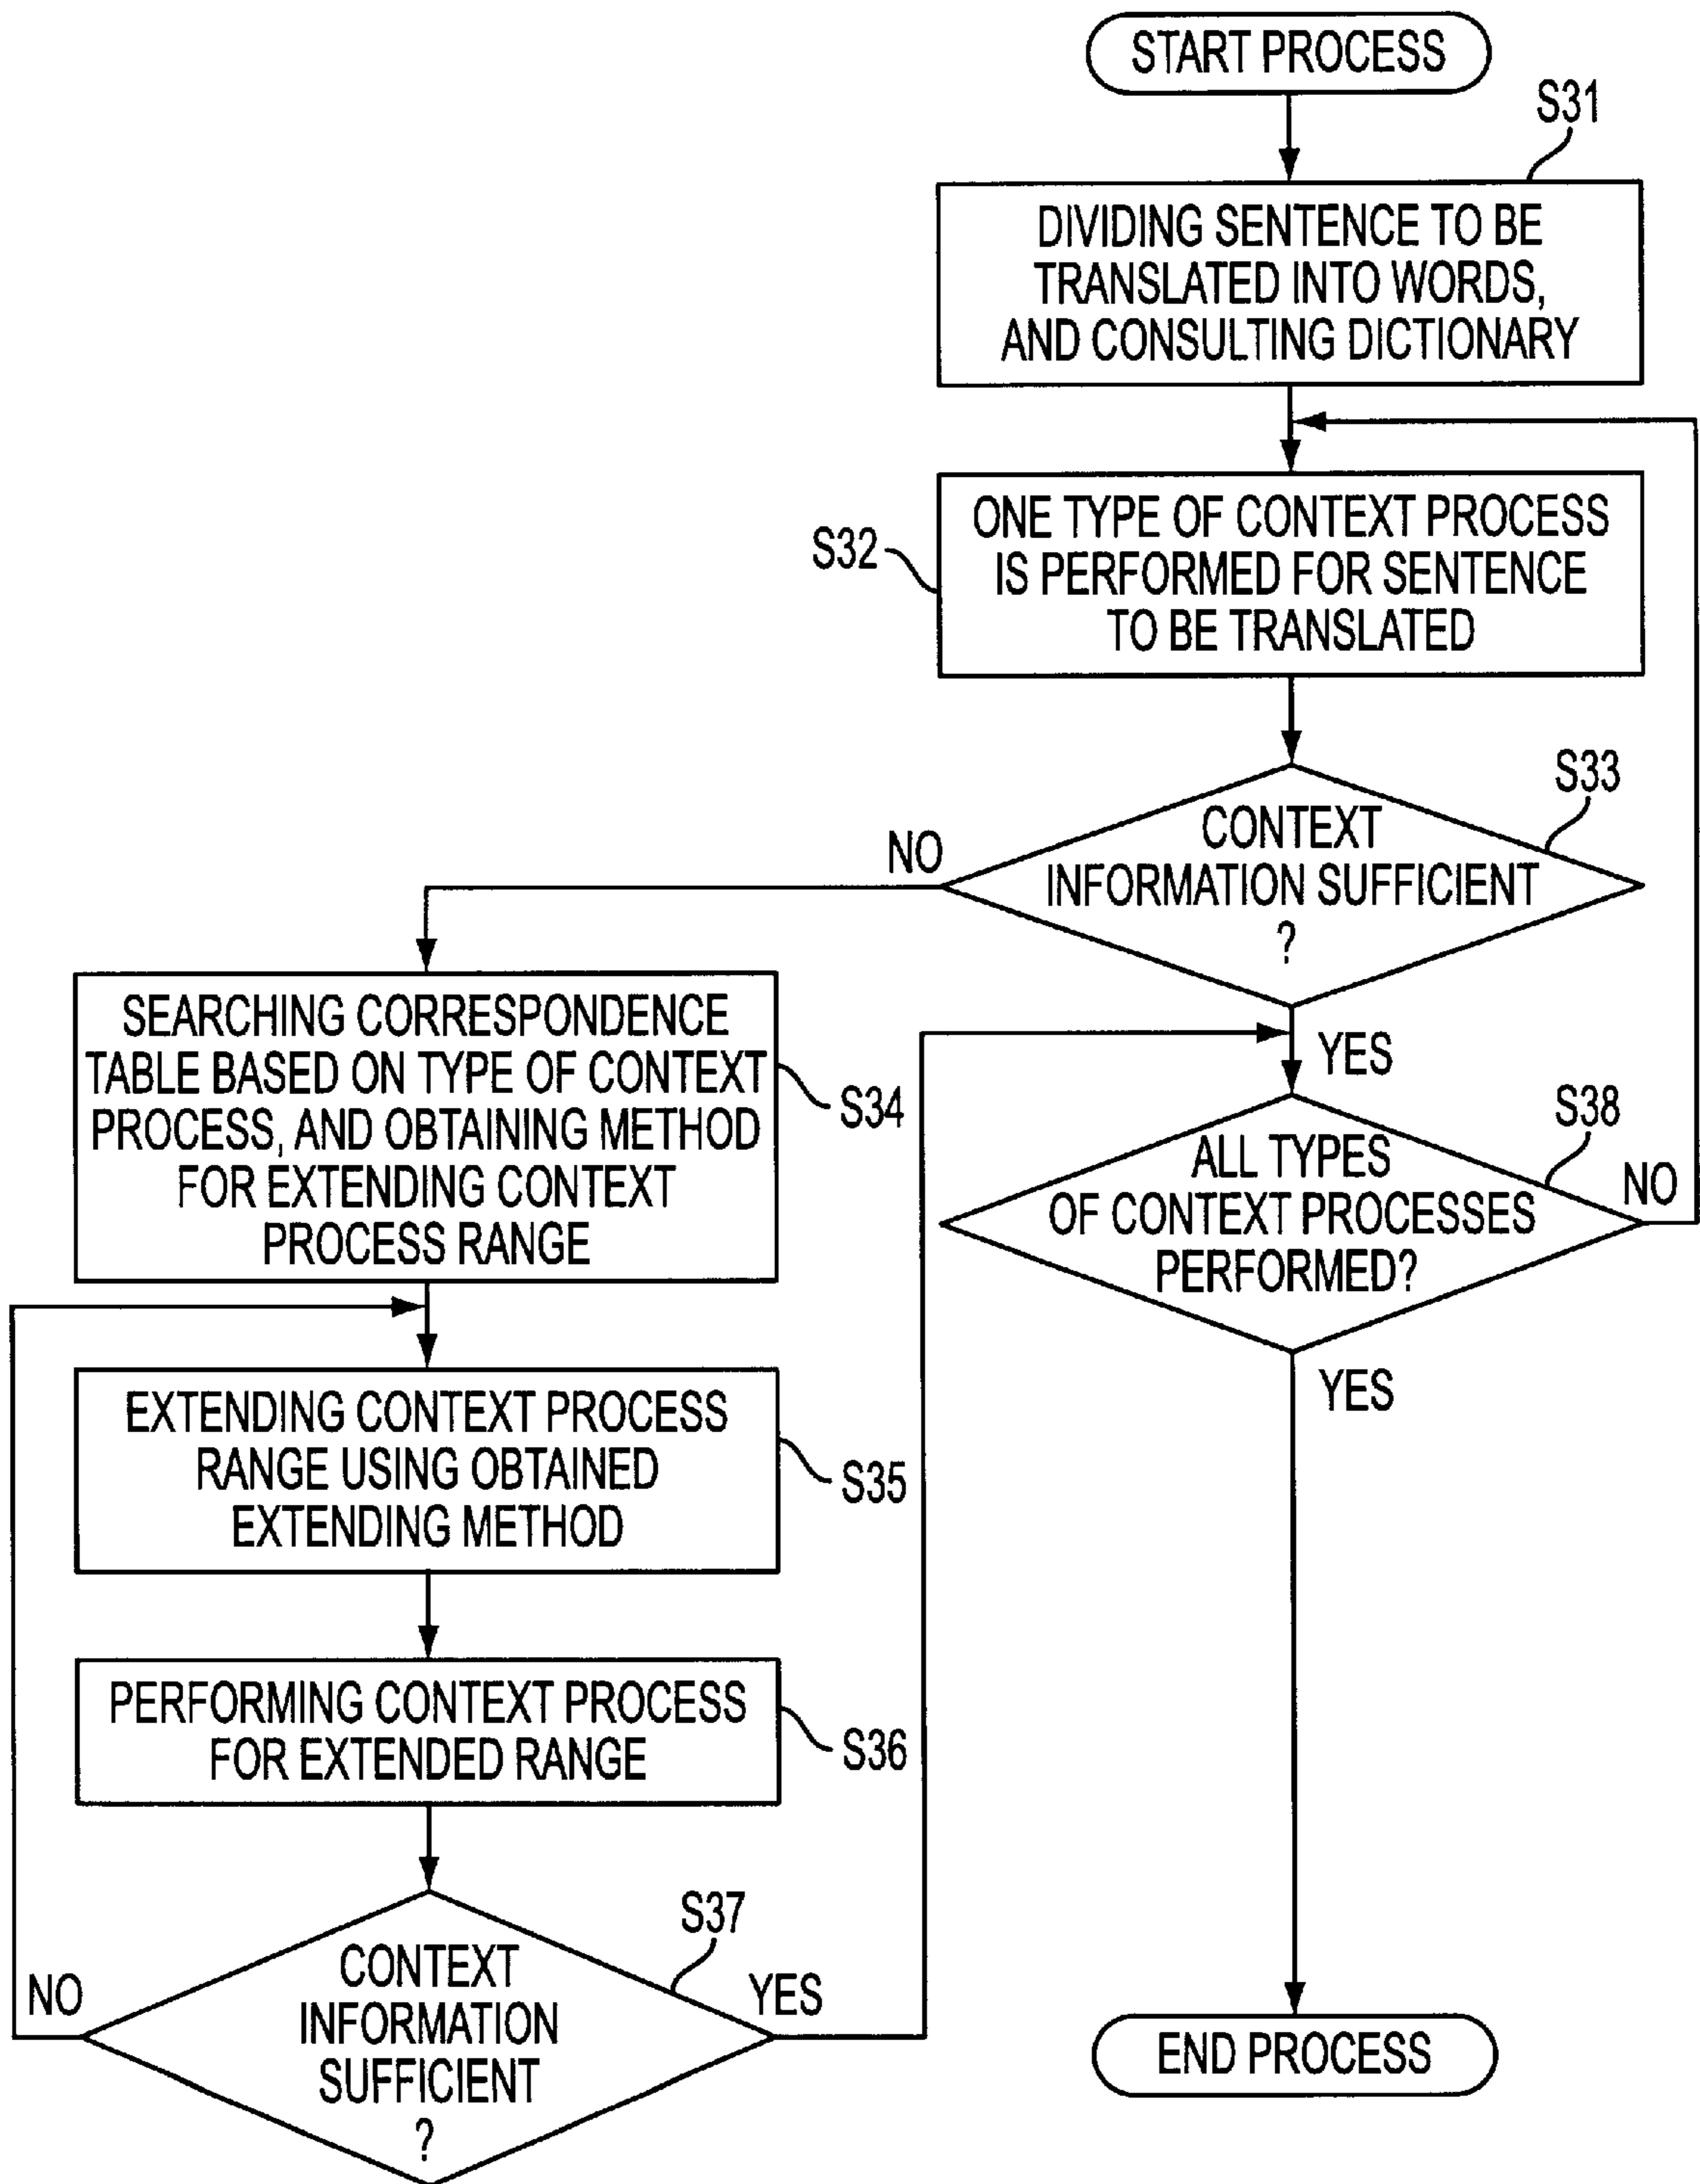 START PROCESS
S31
DIVIDING SENTENCE TO BE
TRANSLATED INTO WORDS,
AND CONSULTING DICTIONARY
S32
ONE TYPE OF CONTEXT PROCESS
IS PERFORMED FOR SENTENCE
TO BE TRANSLATED
S33
CONTEXT
INFORMATION SUFFICIENT
?
NO
YES
SEARCHING CORRESPONDENCE
TABLE BASED ON TYPE OF CONTEXT
PROCESS, AND OBTAINING METHOD
FOR EXTENDING CONTEXT
PROCESS RANGE
S34
EXTENDING CONTEXT PROCESS
RANGE USING OBTAINED
EXTENDING METHOD
S35
PERFORMING CONTEXT PROCESS
FOR EXTENDED RANGE
S36
S37
CONTEXT
INFORMATION
SUFFICIENT
?
NO
YES
S38
ALL TYPES
OF CONTEXT PROCESSES
PERFORMED?
NO
YES
END PROCESS